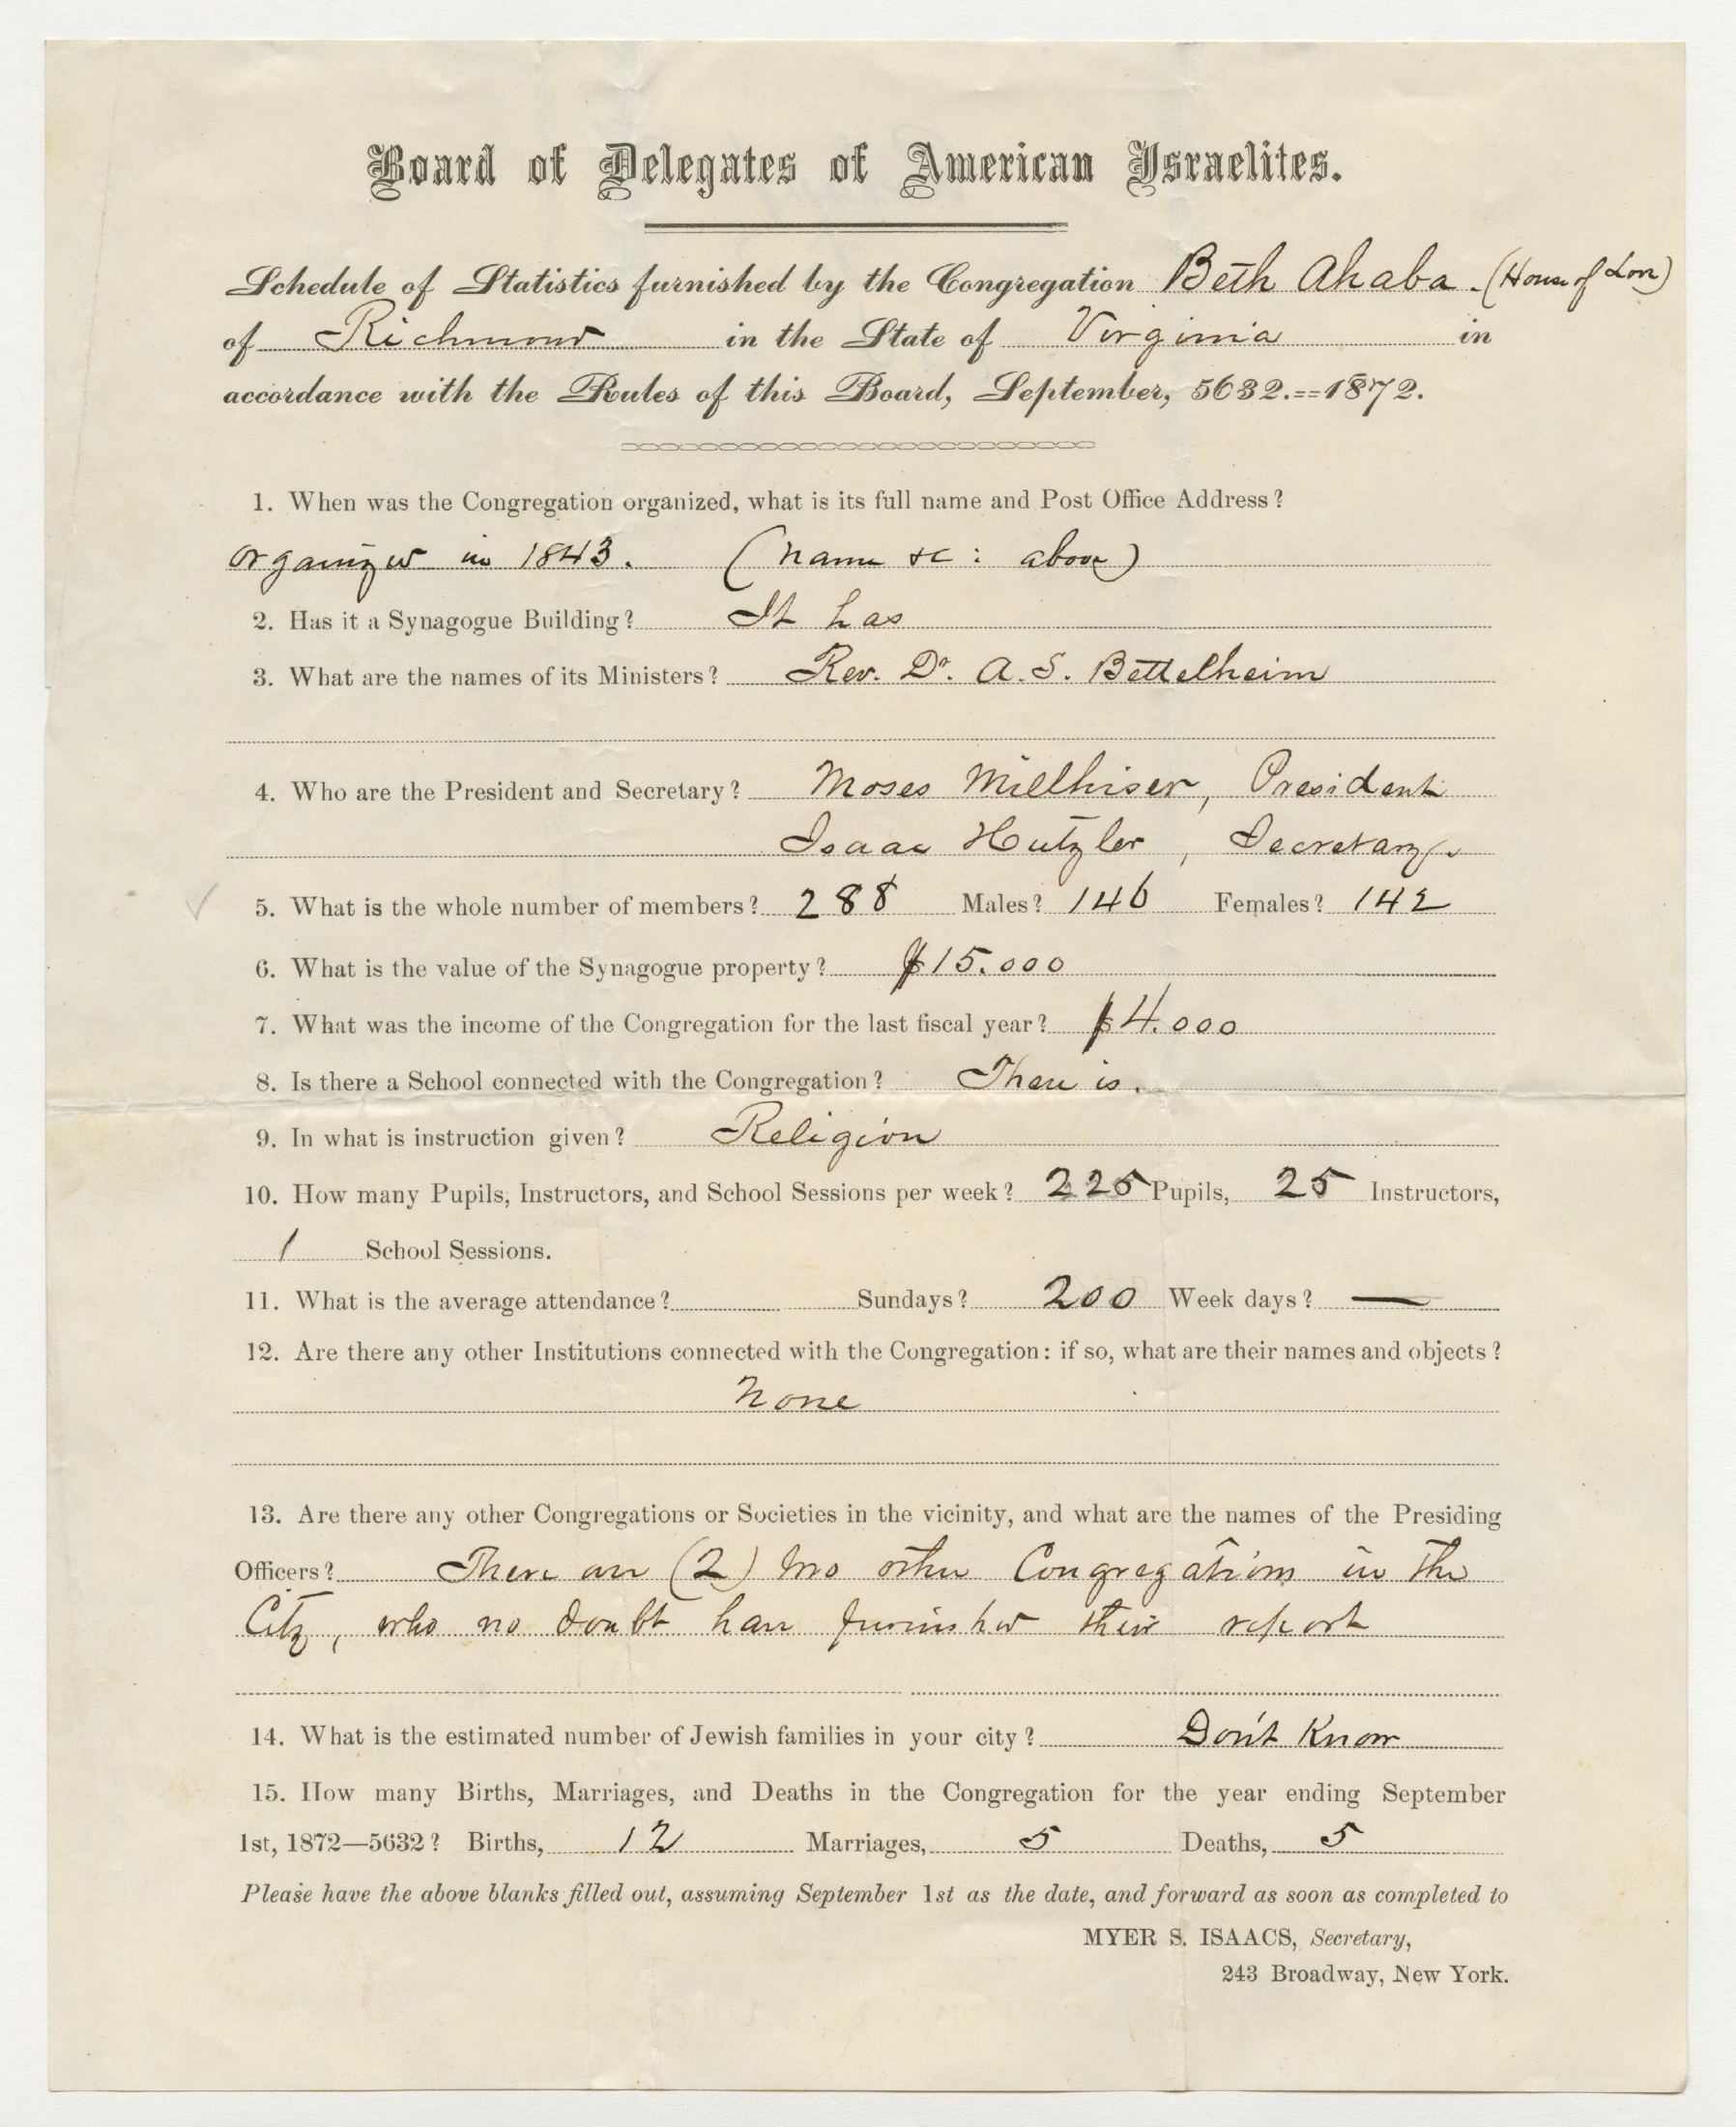 Board of Delegates of American Israelites.
Schedule of Statistics furnished by the Congregation Beth Ahaba. (House of Love)
of Richmond in the State of Virginia in
accordance with the Rules of this Board, September, 5632.==1872.
1. When was the Congregation organized, what is its full name and Post Office Address?
organized in 1843. (name &c: above)
2. Has it a Synagogue Building? It has
3. What are the names of its Ministers? Rev. Dr. A. S. Bettelheim
4. Who are the President and Secretary? Moses Millhiser, President
Isaac Hutzler, Secretary.
5. What is the whole number of members? 288 Males? 146 Females? 142
6. What is the value of the Synagogue property? $15.000
7. What was the income of the Congregation for the last fiscal year? $4.000
8. Is there a School connected with the Congregation? There is.
9. In what is instruction given? Religion
10. How many Pupils, Instructors, and School Sessions per week? 225 Pupils, 25 Instructors,
1 School Sessions.
11. What is the average attendance? Sundays? 200 Week days? —
12. Are there any other Institutions connected with the Congregation: if so, what are their names and objects?
None
13. Are there any other Congregations or Societies in the vicinity, and what are the names of the Presiding
Officers? There are (2) two other Congregations in the
City, who no doubt have furnished their report
14. What is the estimated number of Jewish families in your city? Don't Know
15. How many Births, Marriages, and Deaths in the Congregation for the year ending September
1st, 1872—5632? Births, 12 Marriages, 5 Deaths, 5
Please have the above blanks filled out, assuming September 1st as the date, and forward as soon as completed to
MYER S. ISAACS, Secretary,
243 Broadway, New York.